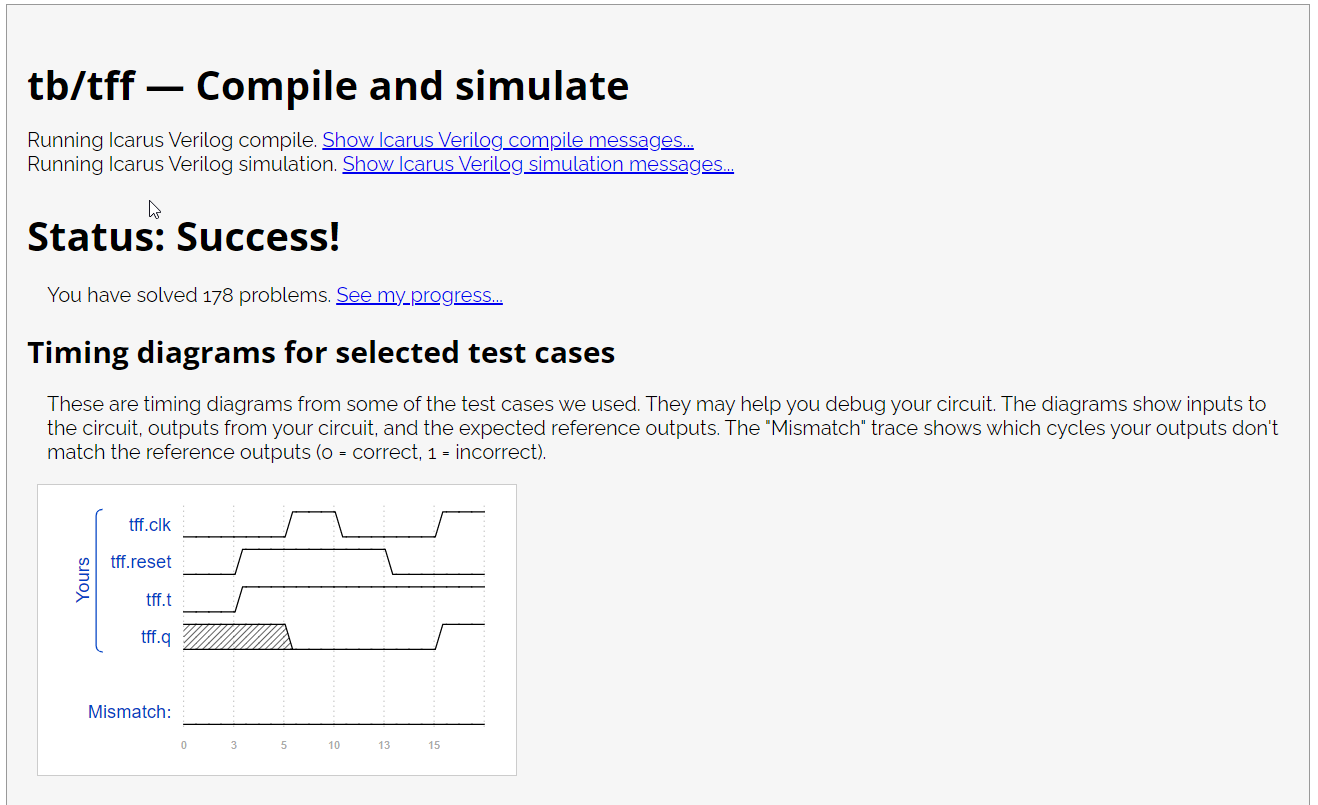 tb/tff — Compile and simulate
Running Icarus Verilog compile. Show Icarus Verilog compile messages...
Running Icarus Verilog simulation. Show Icarus Verilog simulation messages...
Status: Success!
You have solved 178 problems. See my progress...
Timing diagrams for selected test cases
These are timing diagrams from some of the test cases we used. They may help you debug your circuit. The diagrams show inputs to
the circuit, outputs from your circuit, and the expected reference outputs. The "Mismatch" trace shows which cycles your outputs don't
match the reference outputs (0 = correct, 1 = incorrect).
Yours
tff.clk
tff.reset
tff.t
tff.q
Mismatch:
0 3 5 10 13 15